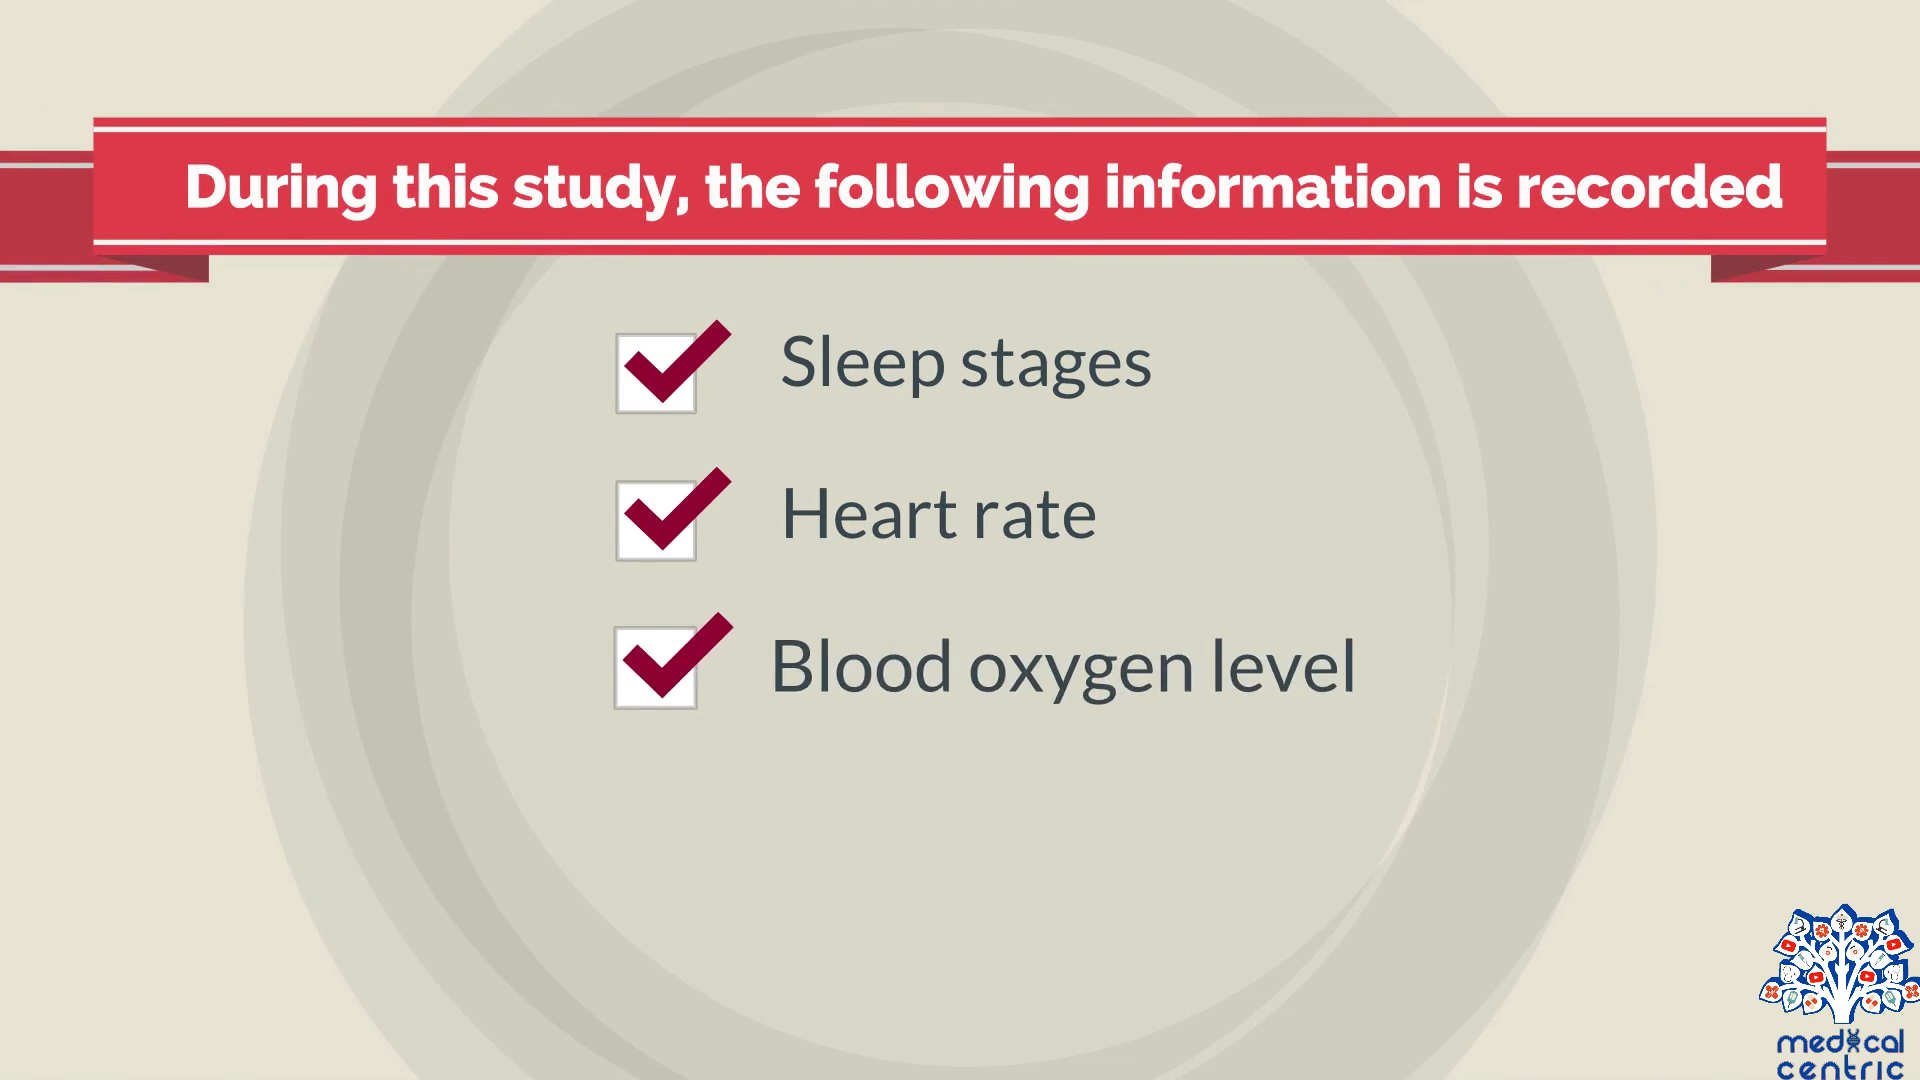 During this study, the following information is recorded
Sleep stages
Heart rate
Blood oxygen level
medical
centric